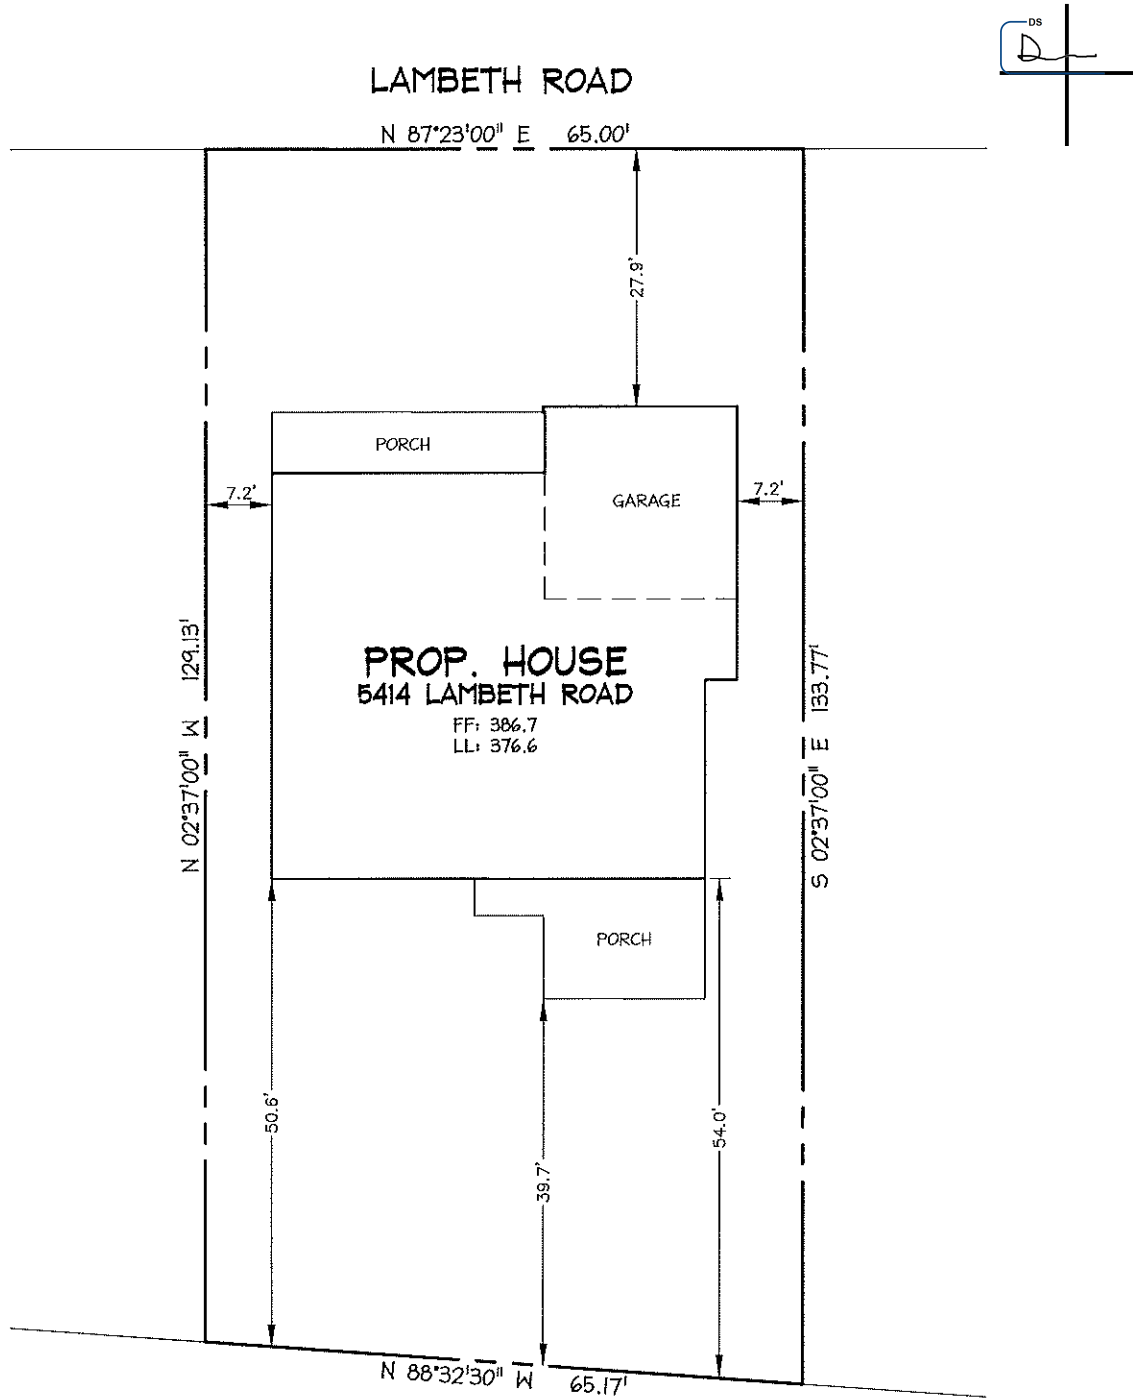 DS
LAMBETH ROAD
N 87°23'00" E 65.00'
27.9'
PORCH
GARAGE
7.2'
7.2'
N 02°37'00" W 129.13'
PROP. HOUSE
5414 LAMBETH ROAD
FF: 386.7
LL: 376.6
S 02°37'00" E 133.77'
PORCH
50.6'
39.7'
54.0'
N 88°32'30" W 65.17'